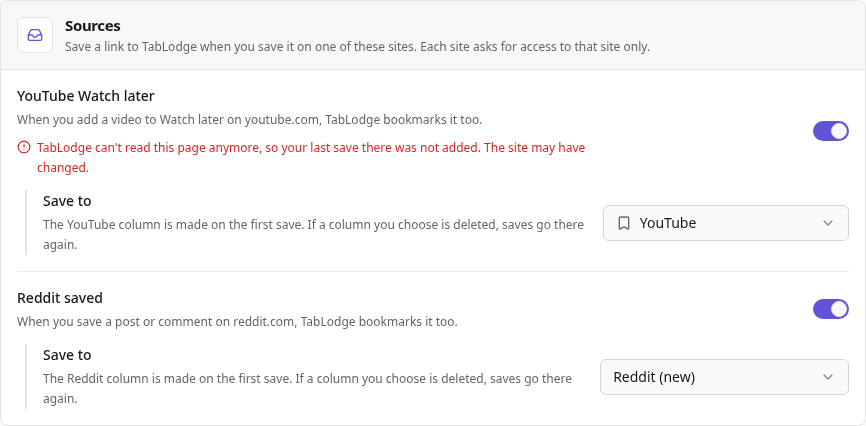 Sources
Save a link to TabLodge when you save it on one of these sites. Each site asks for access to that site only.
YouTube Watch later
When you add a video to Watch later on youtube.com, TabLodge bookmarks it too.
TabLodge can't read this page anymore, so your last save there was not added. The site may have
changed.
Save to
The YouTube column is made on the first save. If a column you choose is deleted, saves go there
again.
YouTube
Reddit saved
When you save a post or comment on reddit.com, TabLodge bookmarks it too.
Save to
The Reddit column is made on the first save. If a column you choose is deleted, saves go there
again.
Reddit (new)